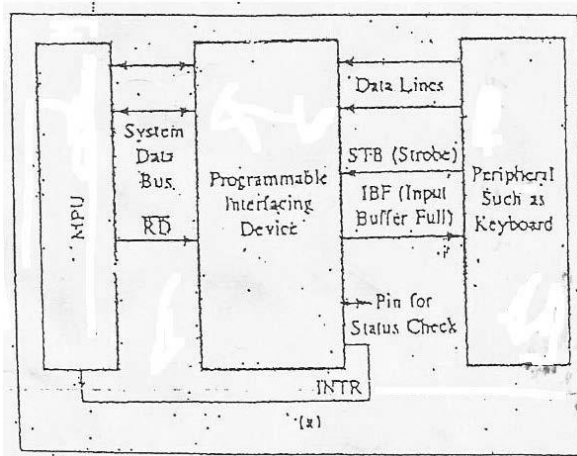 MPU
System
Data
Bus
RD
Programmable
Interfacing
Device
Data Lines
STB (Strobe)
IBF (Input
Buffer Full)
Pin for
Status Check
INTR
Peripheral
Such as
Keyboard
(a)